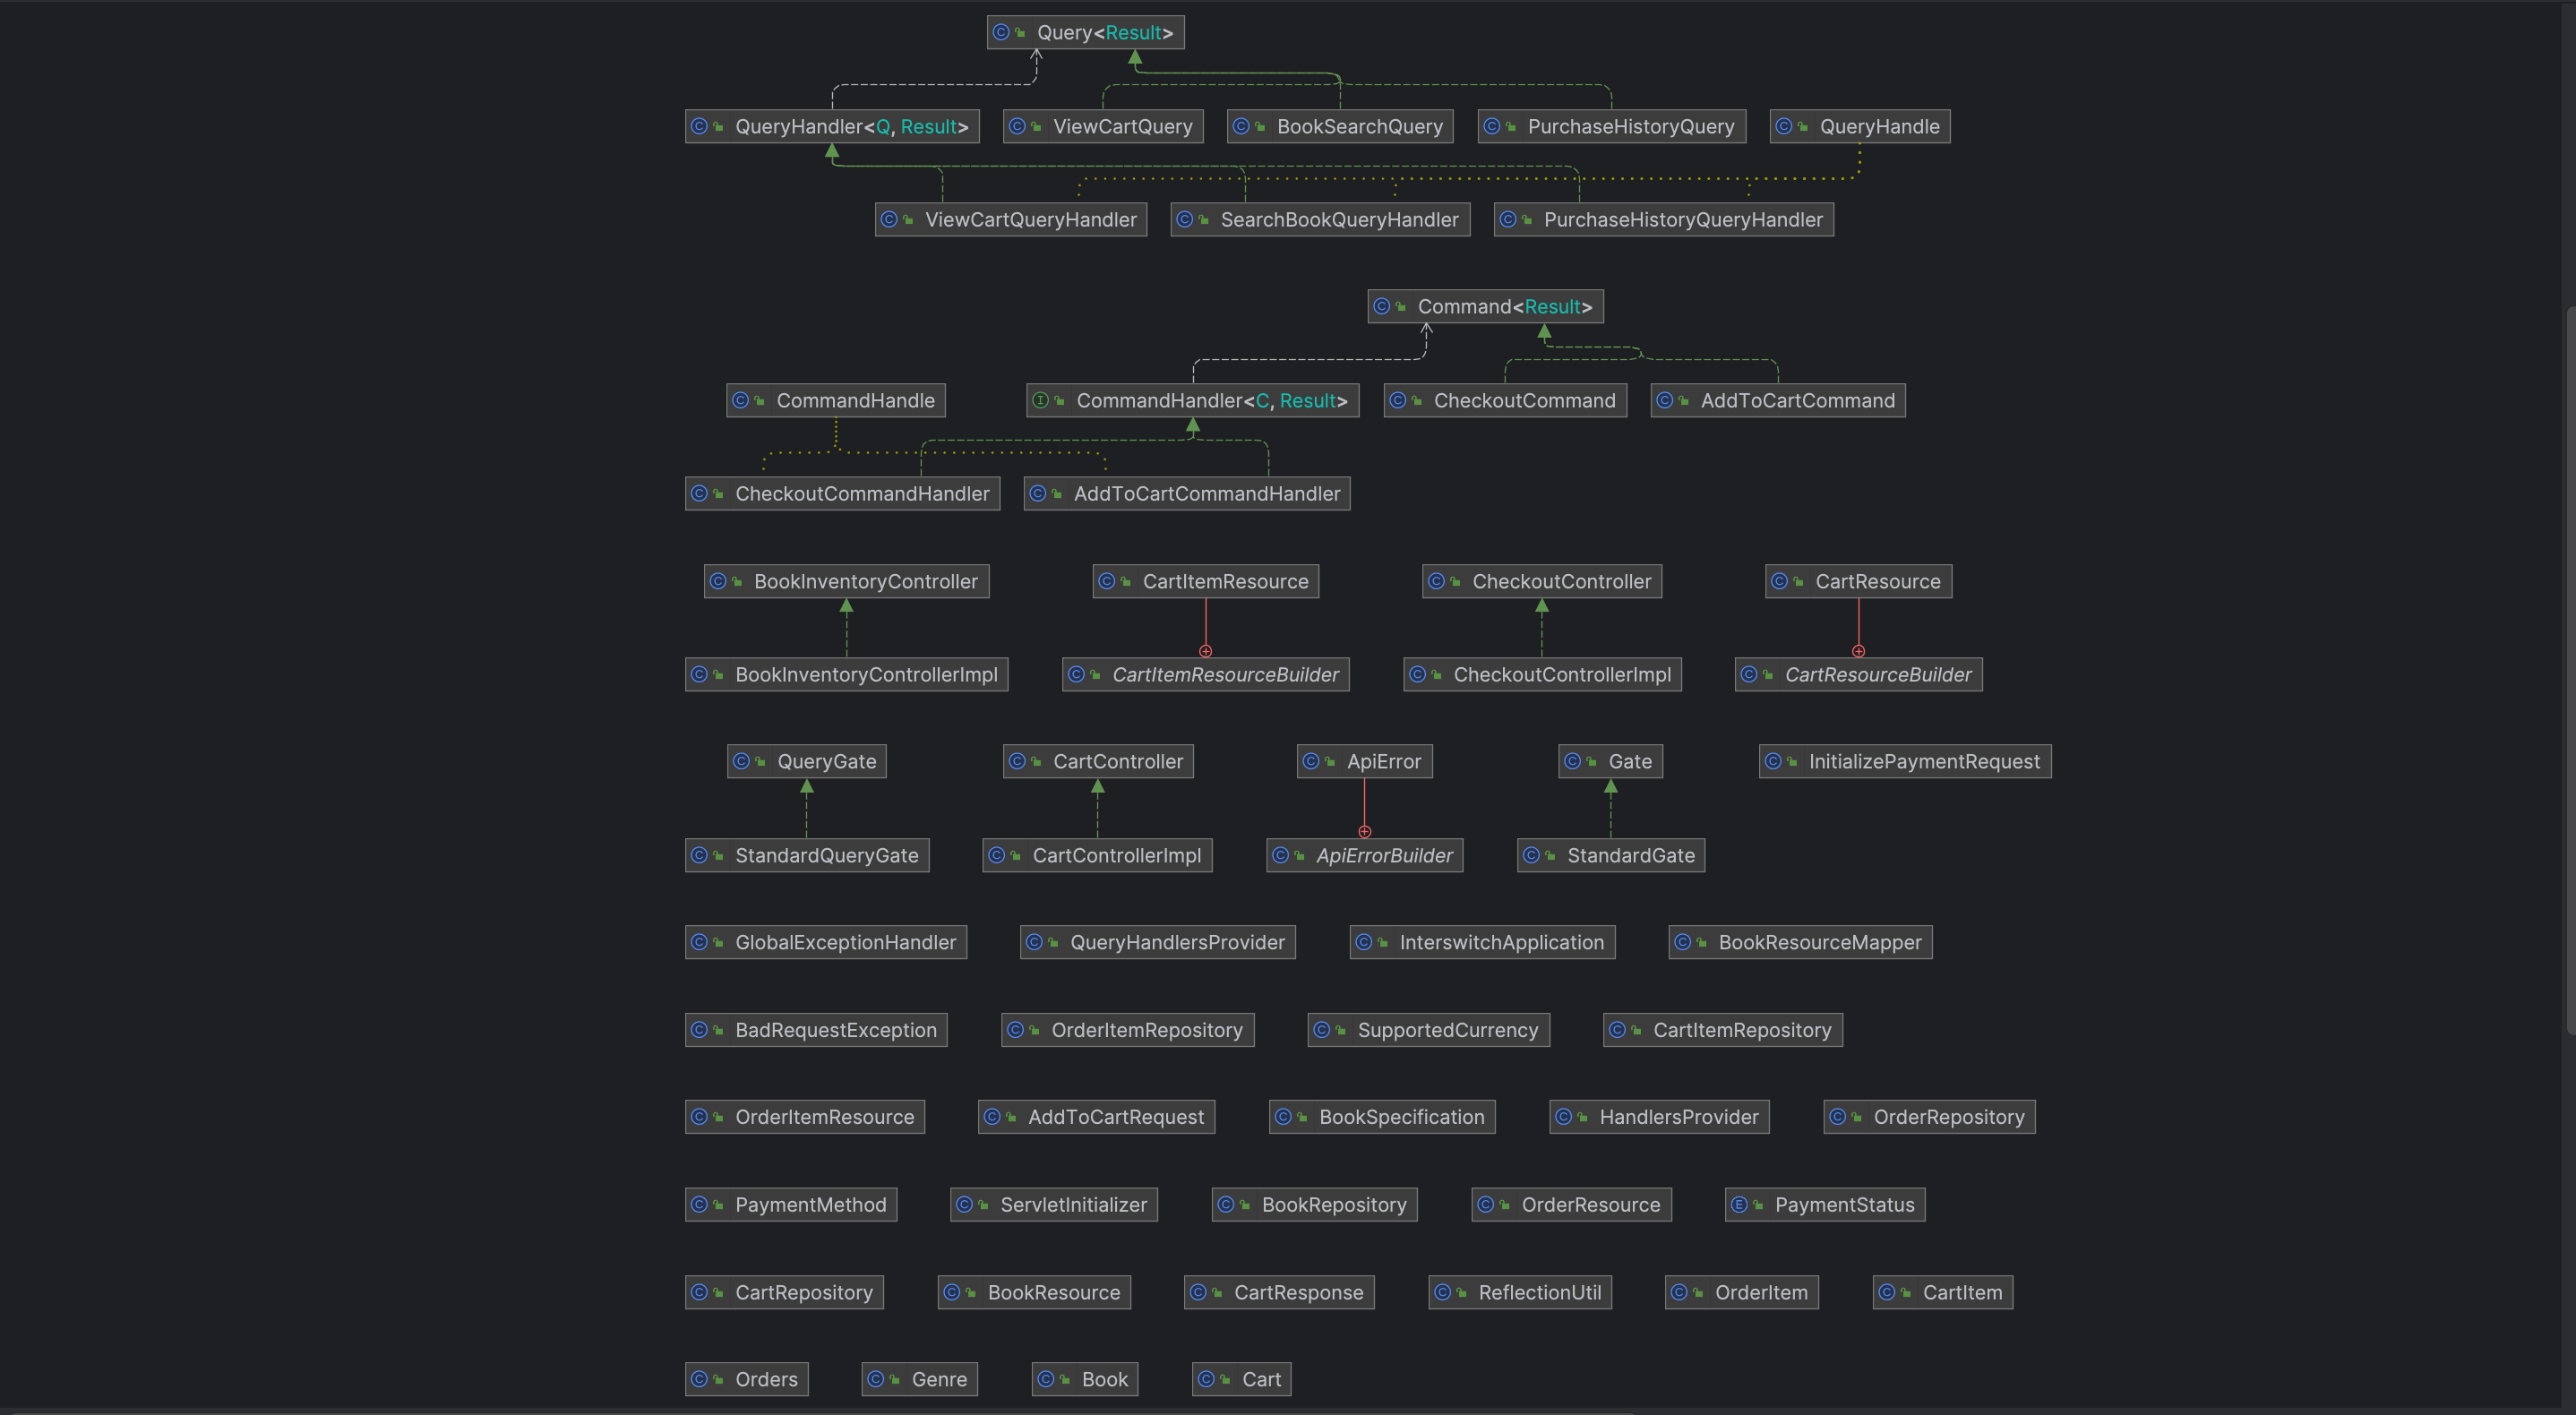 Query<Result>
QueryHandler<Q, Result>
ViewCartQuery
BookSearchQuery
PurchaseHistoryQuery
QueryHandle
ViewCartQueryHandler
SearchBookQueryHandler
PurchaseHistoryQueryHandler
Command<Result>
CommandHandle
CommandHandler<C, Result>
CheckoutCommand
AddToCartCommand
CheckoutCommandHandler
AddToCartCommandHandler
BookInventoryController
CartItemResource
CheckoutController
CartResource
BookInventoryControllerImpl
CartItemResourceBuilder
CheckoutControllerImpl
CartResourceBuilder
QueryGate
CartController
ApiError
Gate
InitializePaymentRequest
StandardQueryGate
CartControllerImpl
ApiErrorBuilder
StandardGate
GlobalExceptionHandler
QueryHandlersProvider
InterswitchApplication
BookResourceMapper
BadRequestException
OrderItemRepository
SupportedCurrency
CartItemRepository
OrderItemResource
AddToCartRequest
BookSpecification
HandlersProvider
OrderRepository
PaymentMethod
ServletInitializer
BookRepository
OrderResource
PaymentStatus
CartRepository
BookResource
CartResponse
ReflectionUtil
OrderItem
CartItem
Orders
Genre
Book
Cart